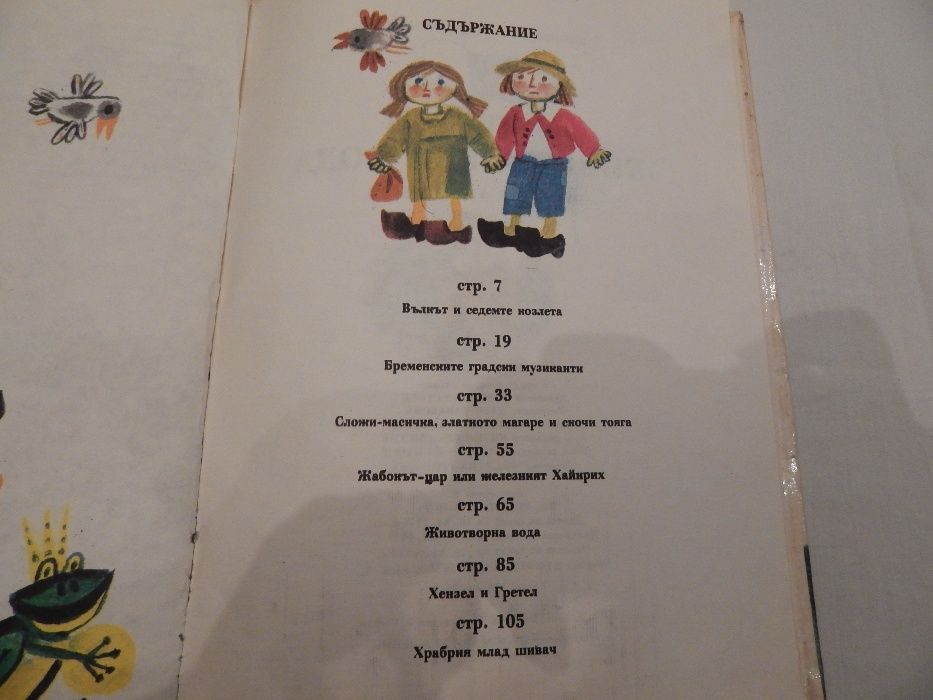 СЪДЪРЖАНИЕ
стр. 7
Вълкът и седемте козлета
стр. 19
Бременските градски музиканти
стр. 33
Сложи-масичка, златното магаре и скочи тояга
стр. 55
Жабокът-цар или железният Хайнрих
стр. 65
Животворна вода
стр. 85
Хензел и Гретел
стр. 105
Храбрия млад шивач